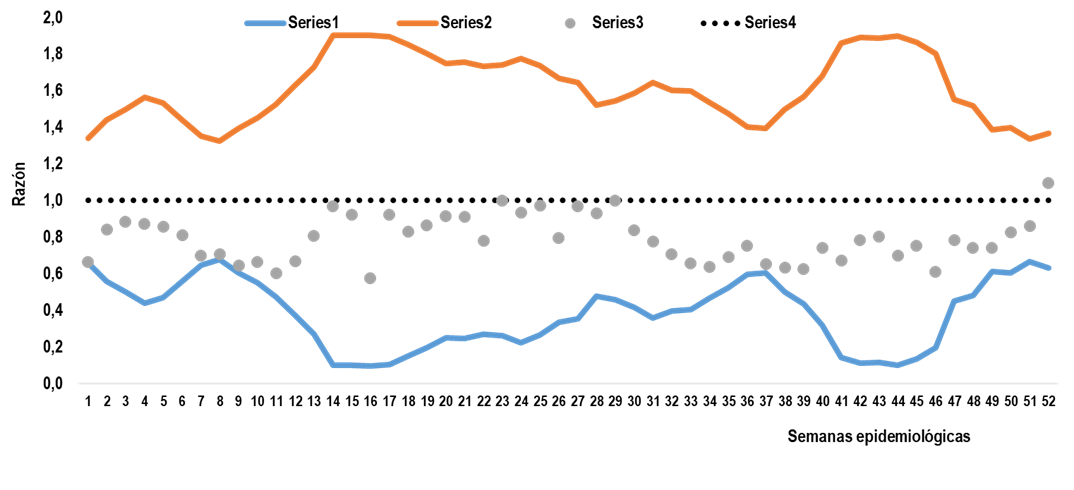 2,0
Series1 Series2 Series3 Series4
1,8
1,6
1,4
1,2
1,0
0,8
0,6
0,4
0,2
0,0
Razón
1 2 3 4 5 6 7 8 9 10 11 12 13 14 15 16 17 18 19 20 21 22 23 24 25 26 27 28 29 30 31 32 33 34 35 36 37 38 39 40 41 42 43 44 45 46 47 48 49 50 51 52
Semanas epidemiológicas